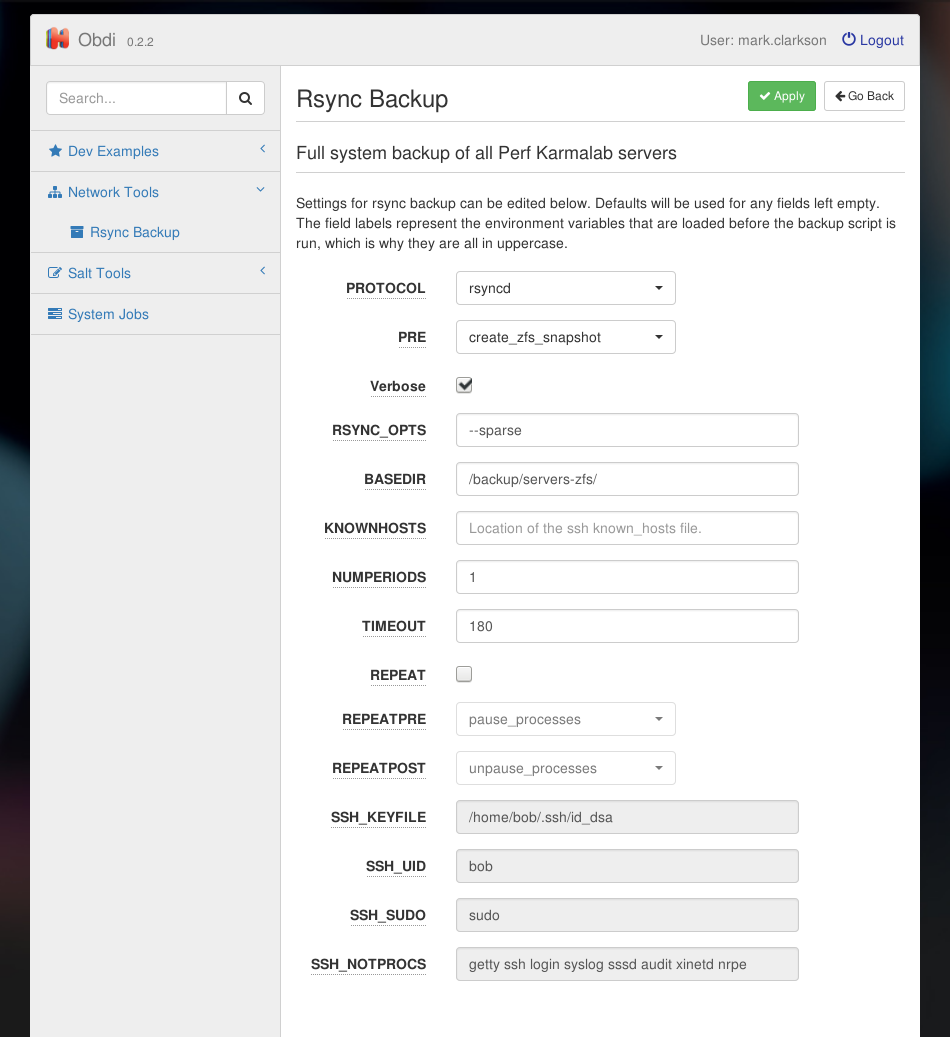 Obdi 0.2.2
User: mark.clarkson Logout
Search...
Dev Examples
Network Tools
Rsync Backup
Salt Tools
System Jobs
Rsync Backup
Apply Go Back
Full system backup of all Perf Karmalab servers
Settings for rsync backup can be edited below. Defaults will be used for any fields left empty.
The field labels represent the environment variables that are loaded before the backup script is
run, which is why they are all in uppercase.
PROTOCOL rsyncd
PRE create_zfs_snapshot
Verbose
RSYNC_OPTS --sparse
BASEDIR /backup/servers-zfs/
KNOWNHOSTS Location of the ssh known_hosts file.
NUMPERIODS 1
TIMEOUT 180
REPEAT
REPEATPRE pause_processes
REPEATPOST unpause_processes
SSH_KEYFILE /home/bob/.ssh/id_dsa
SSH_UID bob
SSH_SUDO sudo
SSH_NOTPROCS getty ssh login syslog sssd audit xinetd nrpe